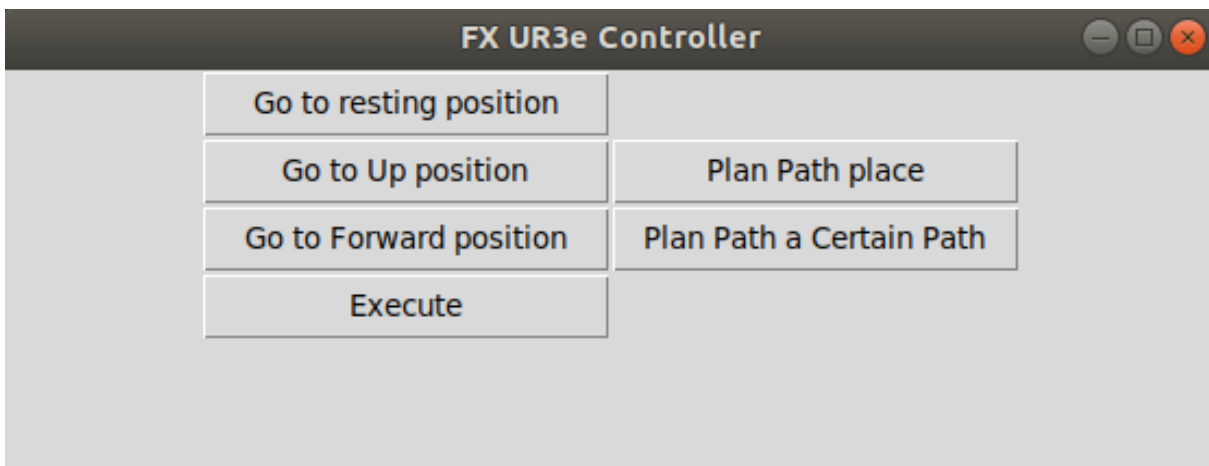 FX UR3e Controller
Go to resting position
Go to Up position
Plan Path place
Go to Forward position
Plan Path a Certain Path
Execute